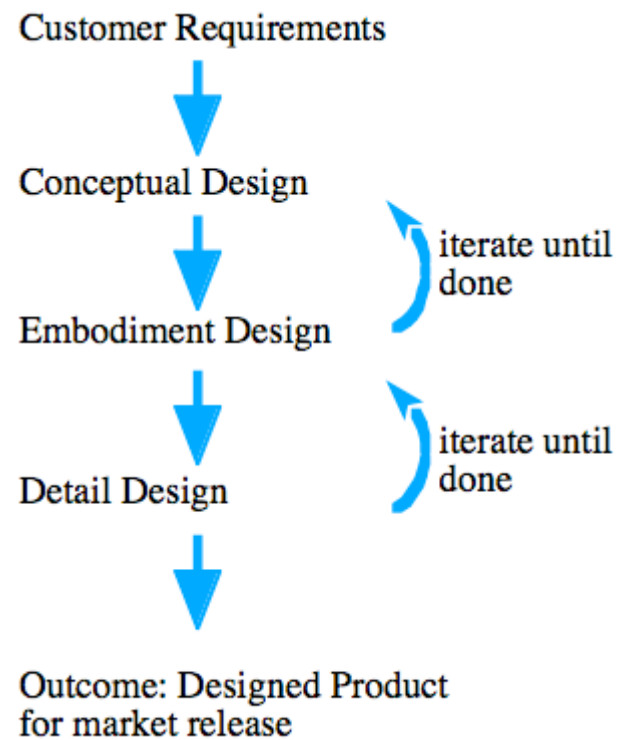 Customer Requirements
Conceptual Design
iterate until
done
Embodiment Design
iterate until
done
Detail Design
Outcome: Designed Product
for market release